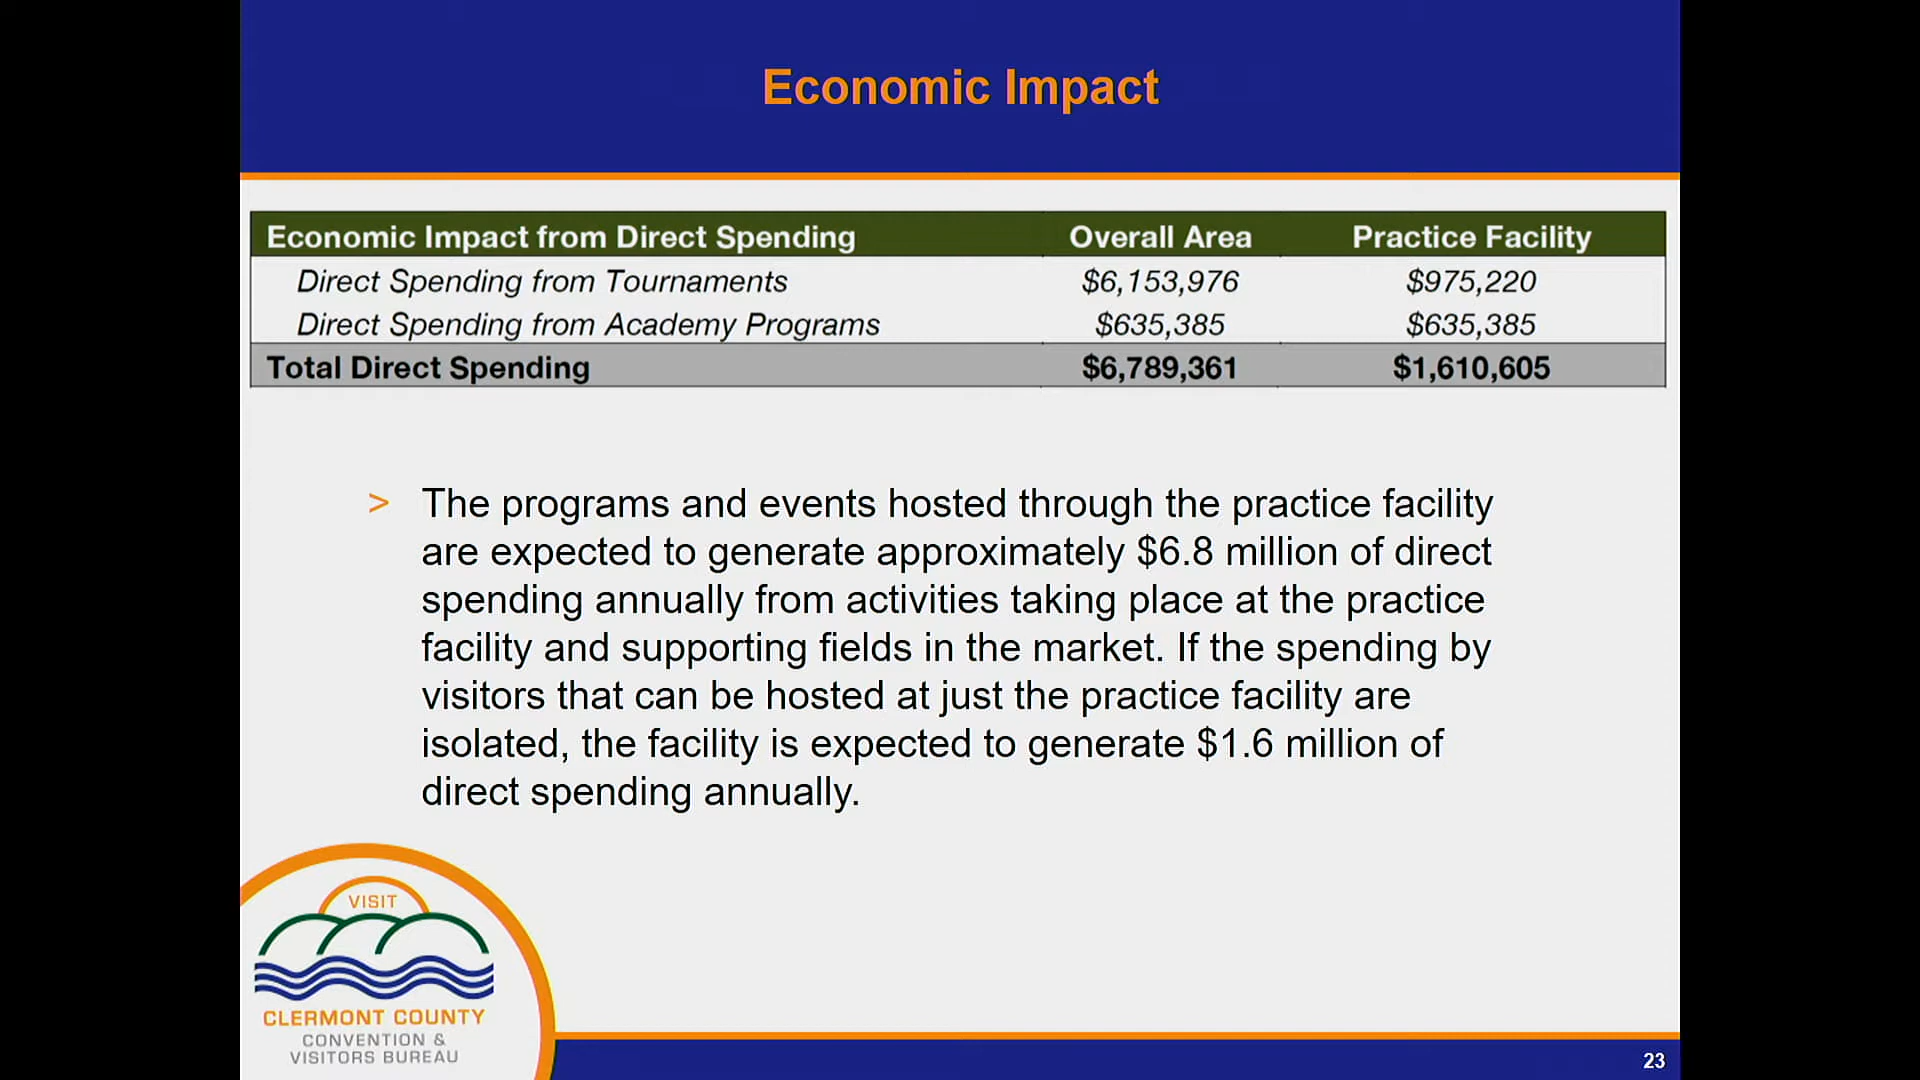 Economic Impact
Economic Impact from Direct Spending Overall Area Practice Facility
Direct Spending from Tournaments $6,153,976 $975,220
Direct Spending from Academy Programs $635,385 $635,385
Total Direct Spending $6,789,361 $1,610,605
> The programs and events hosted through the practice facility
are expected to generate approximately $6.8 million of direct
spending annually from activities taking place at the practice
facility and supporting fields in the market. If the spending by
visitors that can be hosted at just the practice facility are
isolated, the facility is expected to generate $1.6 million of
direct spending annually.
VISIT
CLERMONT COUNTY
CONVENTION &
VISITORS BUREAU
23